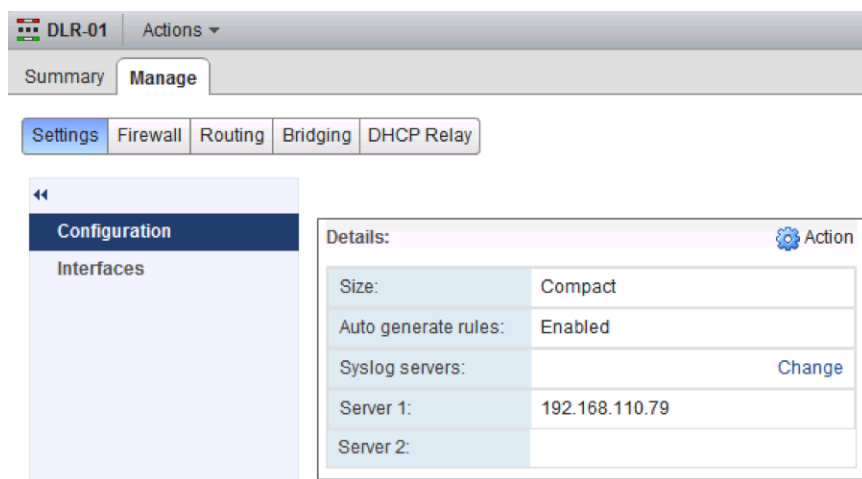 DLR-01 Actions
Summary Manage
Settings Firewall Routing Bridging DHCP Relay
Configuration
Interfaces
Details: Action
Size: Compact
Auto generate rules: Enabled
Syslog servers: Change
Server 1: 192.168.110.79
Server 2: